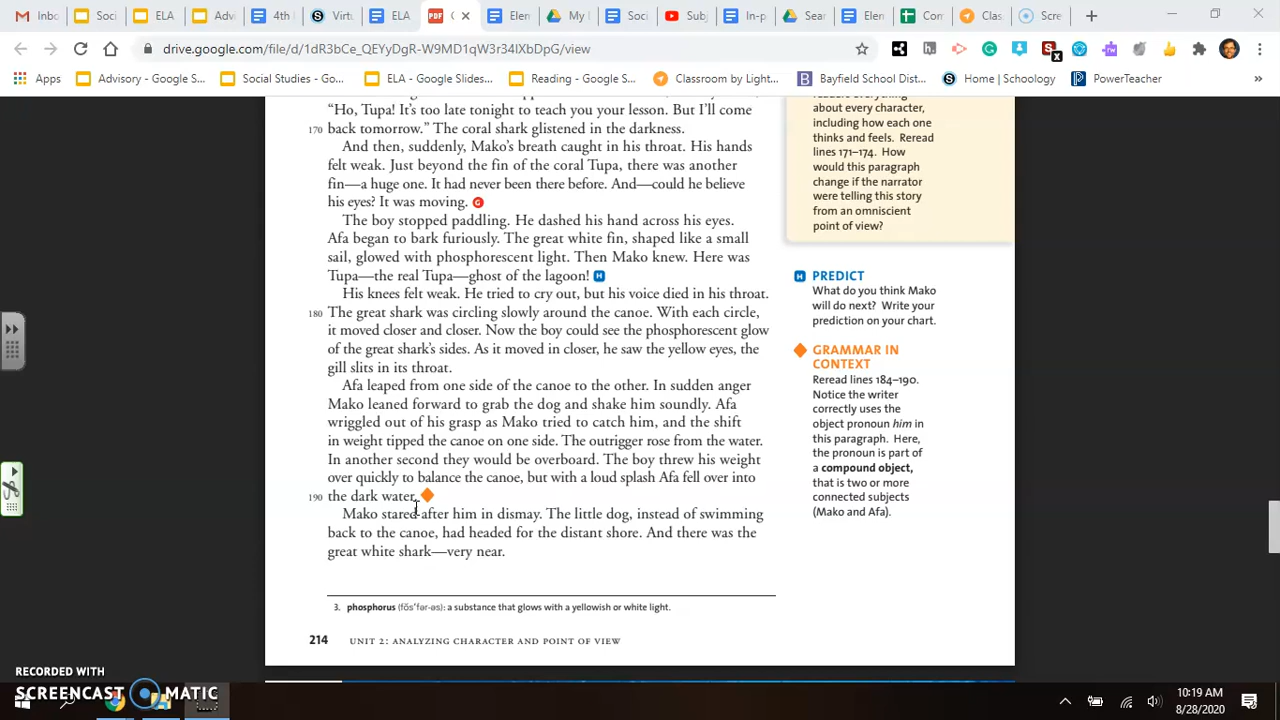 Soci
ELA
Advi
4th
Virtu
ELA
PDF
(
Elen
My I
Soci
Subj
In-p
Sear
Elen
Con
Clas
Scre
drive.google.com/file/d/1dR3bCe_QEYyDgR-W9MD1qW3r34IXbDpG/view
Apps
Advisory - Google S...
Social Studies - Go...
ELA - Google Slides...
Reading - Google S...
Classroom by Light...
Bayfield School Dist...
Home | Schoology
PowerTeacher
»
"Ho, Tupa! It's too late tonight to teach you your lesson. But I'll come
170 back tomorrow." The coral shark glistened in the darkness.
And then, suddenly, Mako's breath caught in his throat. His hands
felt weak. Just beyond the fin of the coral Tupa, there was another
fin—a huge one. It had never been there before. And—could he believe
his eyes? It was moving. G
The boy stopped paddling. He dashed his hand across his eyes.
Afa began to bark furiously. The great white fin, shaped like a small
sail, glowed with phosphorescent light. Then Mako knew. Here was
Tupa—the real Tupa—ghost of the lagoon! H
His knees felt weak. He tried to cry out, but his voice died in his throat.
180 The great shark was circling slowly around the canoe. With each circle,
it moved closer and closer. Now the boy could see the phosphorescent glow
of the great shark's sides. As it moved in closer, he saw the yellow eyes, the
gill slits in its throat.
Afa leaped from one side of the canoe to the other. In sudden anger
Mako leaned forward to grab the dog and shake him soundly. Afa
wriggled out of his grasp as Mako tried to catch him, and the shift
in weight tipped the canoe on one side. The outrigger rose from the water.
In another second they would be overboard. The boy threw his weight
over quickly to balance the canoe, but with a loud splash Afa fell over into
190 the dark water.
Mako stared after him in dismay. The little dog, instead of swimming
back to the canoe, had headed for the distant shore. And there was the
great white shark—very near.
3. phosphorus (fŏs'fər-əs): a substance that glows with a yellowish or white light.
214 UNIT 2: ANALYZING CHARACTER AND POINT OF VIEW
about every character,
including how each one
thinks and feels. Reread
lines 171–174. How
would this paragraph
change if the narrator
were telling this story
from an omniscient
point of view?
H PREDICT
What do you think Mako
will do next? Write your
prediction on your chart.
GRAMMAR IN
CONTEXT
Reread lines 184–190.
Notice the writer
correctly uses the
object pronoun him in
this paragraph. Here,
the pronoun is part of
a compound object,
that is two or more
connected subjects
(Mako and Afa).
RECORDED WITH
SCREENCAST MATIC
10:19 AM
8/28/2020